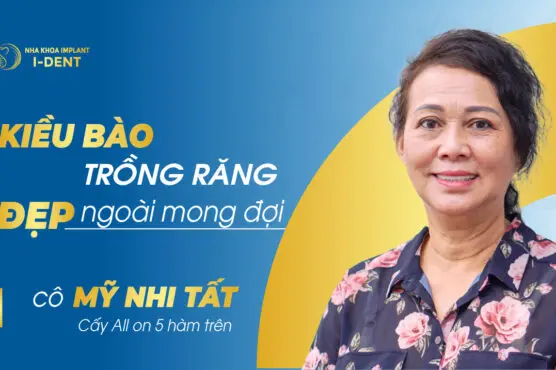 NHA KHOA IMPLANT
I-DENT
KIỀU BÀO
TRỒNG RĂNG
ĐẸP ngoài mong đợi
cô MỸ NHI TẤT
Cấy All on 5 hàm trên